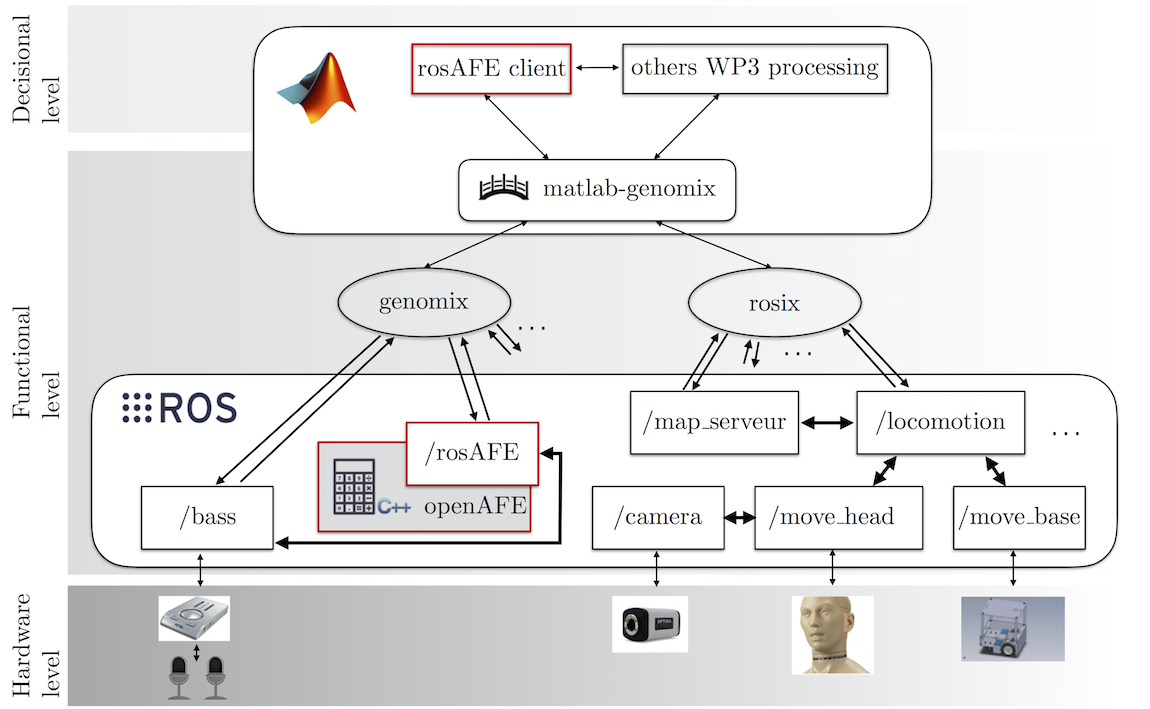 Decisional
level
rosAFE client
others WP3 processing
matlab-genomix
Functional
level
genomix
rosix
. . .
. . .
ROS
/map_serveur
/locomotion
. . .
/rosAFE
C++
openAFE
/bass
/camera
/move_head
/move_base
Hardware
level